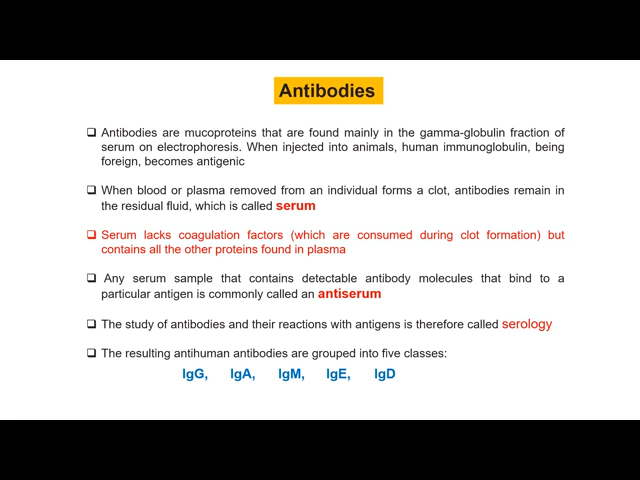 Antibodies
❑ Antibodies are mucoproteins that are found mainly in the gamma-globulin fraction of
serum on electrophoresis. When injected into animals, human immunoglobulin, being
foreign, becomes antigenic
❑ When blood or plasma removed from an individual forms a clot, antibodies remain in
the residual fluid, which is called serum
❑ Serum lacks coagulation factors (which are consumed during clot formation) but
contains all the other proteins found in plasma
❑ Any serum sample that contains detectable antibody molecules that bind to a
particular antigen is commonly called an antiserum
❑ The study of antibodies and their reactions with antigens is therefore called serology
❑ The resulting antihuman antibodies are grouped into five classes:
IgG, IgA, IgM, IgE, IgD